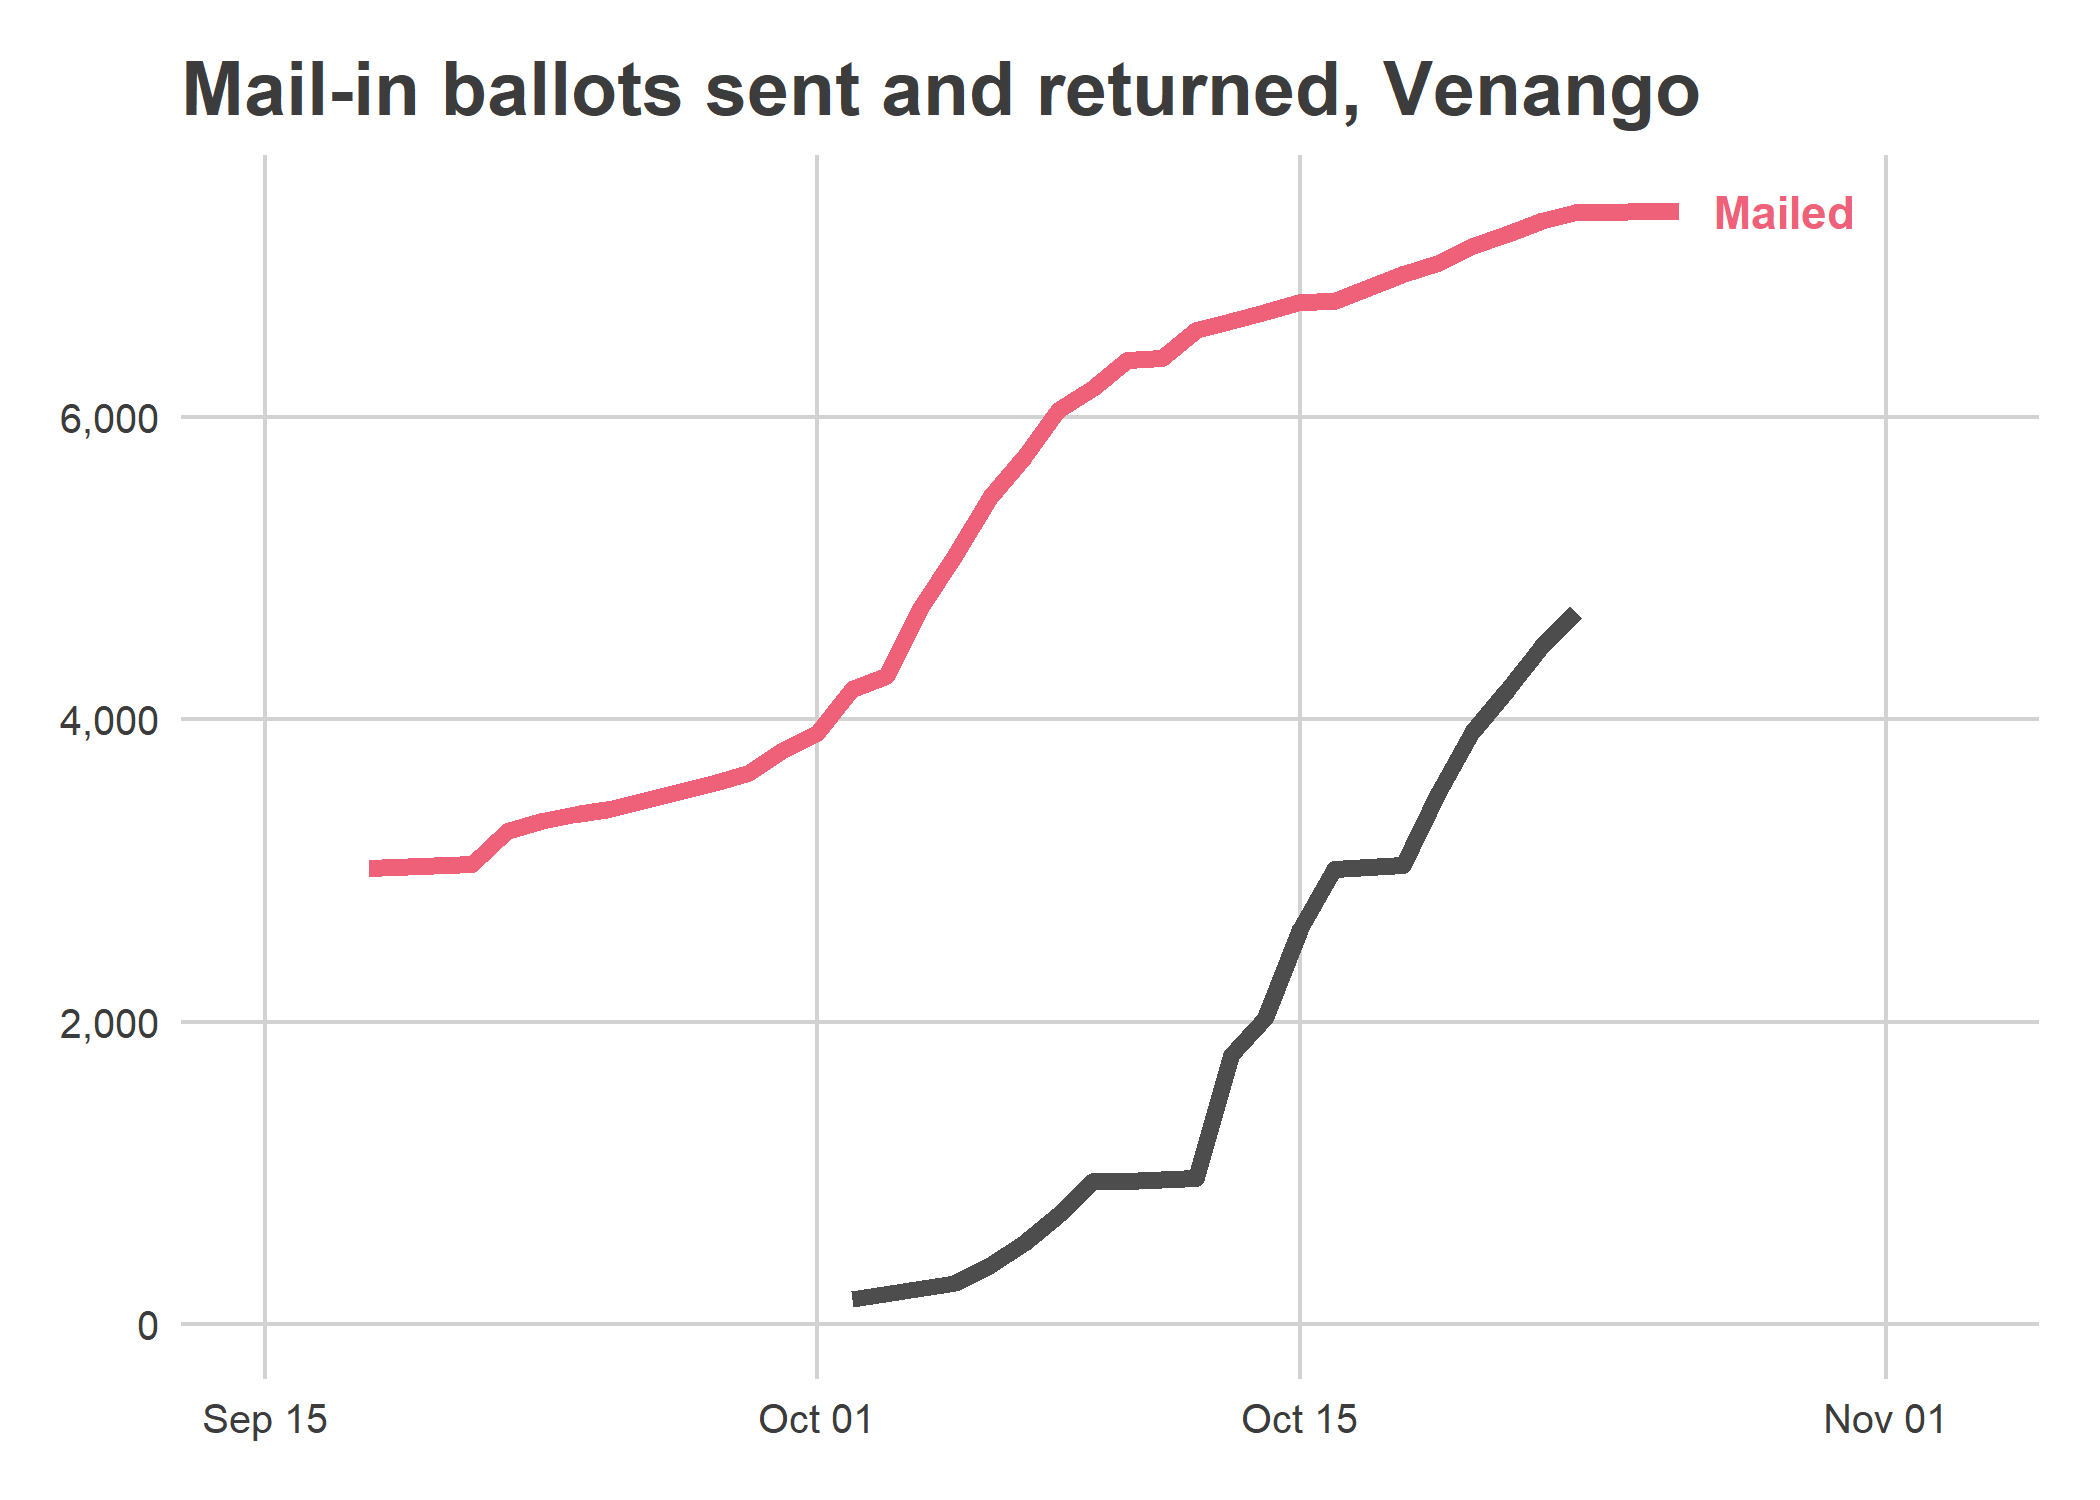 Mail-in ballots sent and returned, Venango
Mailed
6,000
4,000
2,000
0
Sep 15
Oct 01
Oct 15
Nov 01